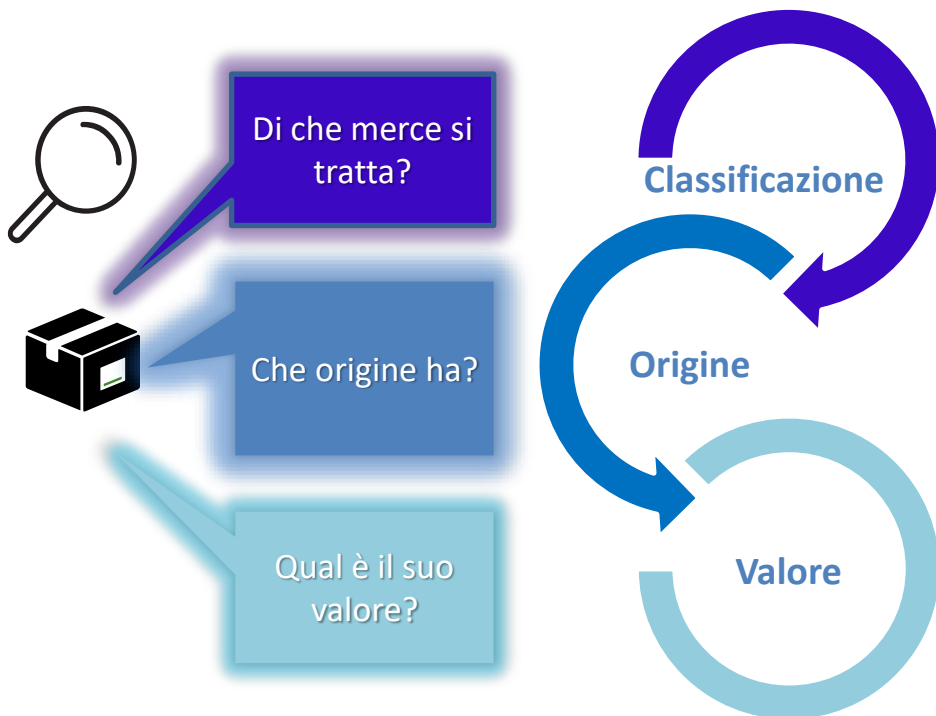 Di che merce si
tratta?
Classificazione
Che origine ha?
Origine
Qual è il suo
valore?
Valore